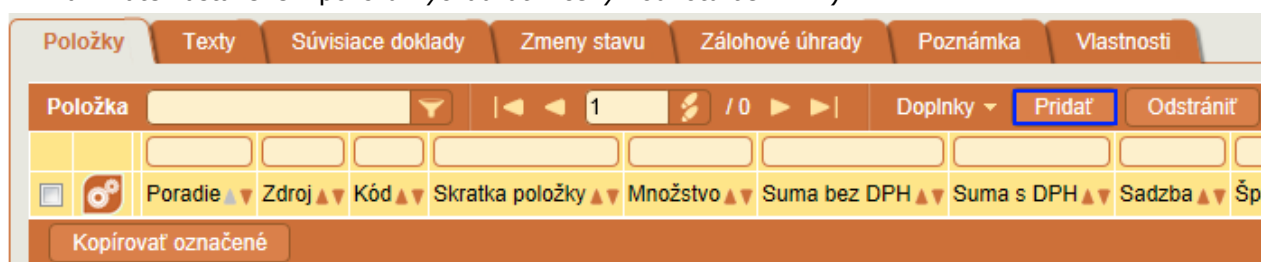 Položky Texty Súvisiace doklady Zmeny stavu Zálohové úhrady Poznámka Vlastnosti
Položka 1 / 0 Doplnky Pridať Odstrániť
Poradie Zdroj Kód Skratka položky Množstvo Suma bez DPH Suma s DPH Sadzba Šp
Kopírovať označené